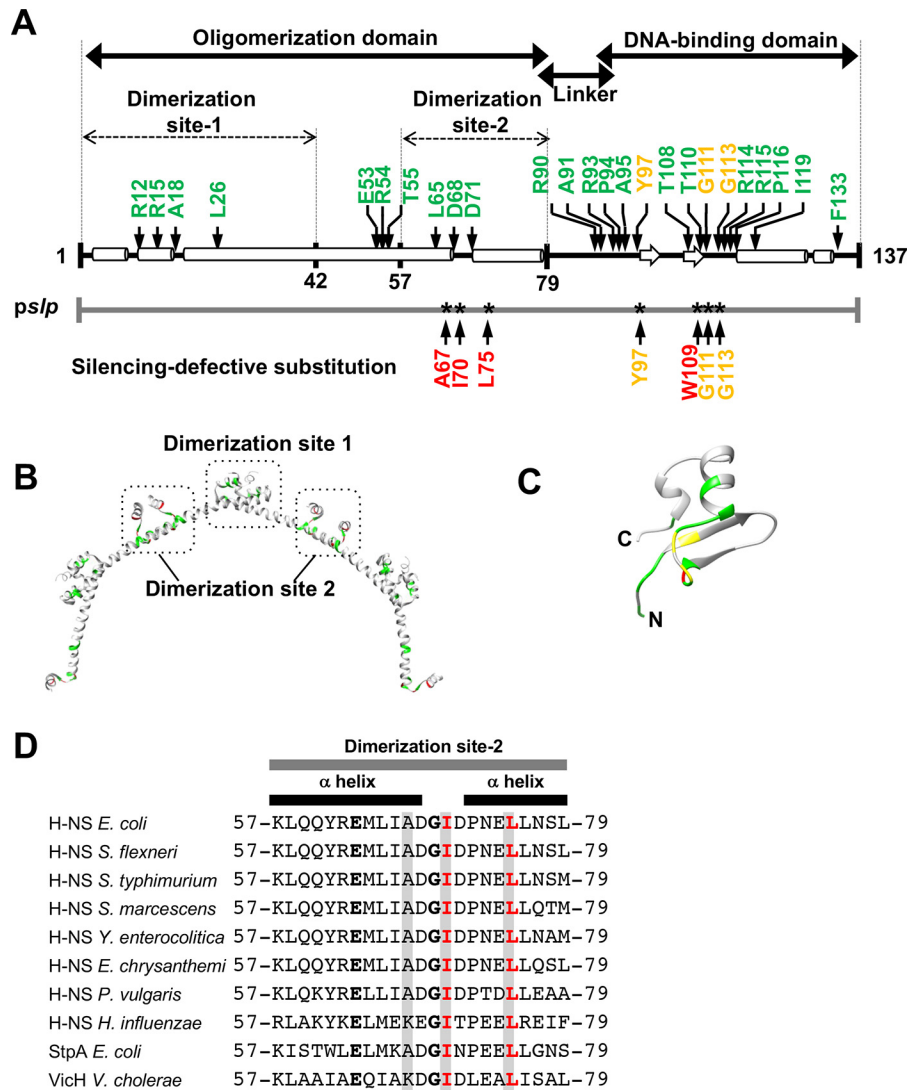 A
Oligomerization domain
DNA-binding domain
Linker
Dimerization site-1
Dimerization site-2
R12
R15
A18
L26
E53
R54
T55
L65
D68
D71
R90
A91
R93
P94
A95
Y97
T108
T110
G111
G113
R114
R115
P116
I119
F133
1
42
57
79
137
pslp
* ** * * ***
Silencing-defective substitution
A67
I70
L75
Y97
W109
G111
G113
B
Dimerization site 1
Dimerization site 2
C
C
N
D
Dimerization site-2
α helix
α helix
H-NS E. coli 57-KLQQYREMLIADGIDPNELLNSL-79
H-NS S. flexneri 57-KLQQYREMLIADGIDPNELLNSL-79
H-NS S. typhimurium 57-KLQQYREMLIADGIDPNELLNSM-79
H-NS S. marcescens 57-KLQQYREMLIADGIDPNELLQTM-79
H-NS Y. enterocolitica 57-KLQQYREMLIADGIDPNELLNAM-79
H-NS E. chrysanthemi 57-KLQQYREMLIADGIDPNELLQSL-79
H-NS P. vulgaris 57-KLQKYRELLIADGIDPTDLLEAA-79
H-NS H. influenzae 57-RLAKYKELMEKEGITPEELREIF-79
StpA E. coli 57-KISTWLELMKADGINPEELLGNS-79
VicH V. cholerae 57-KLAAIAEQIAKDGIDLEALISAL-79